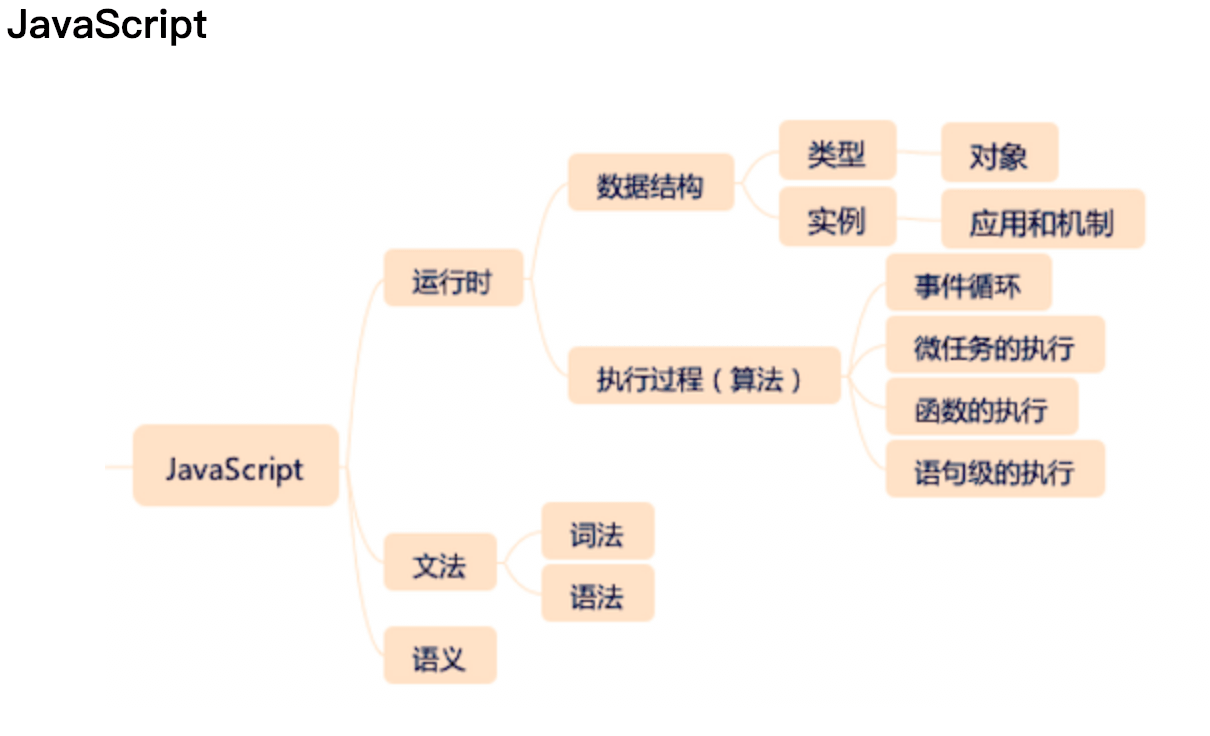 JavaScript
JavaScript
运行时
数据结构
类型
对象
实例
应用和机制
执行过程（算法）
事件循环
微任务的执行
函数的执行
语句级的执行
文法
词法
语法
语义